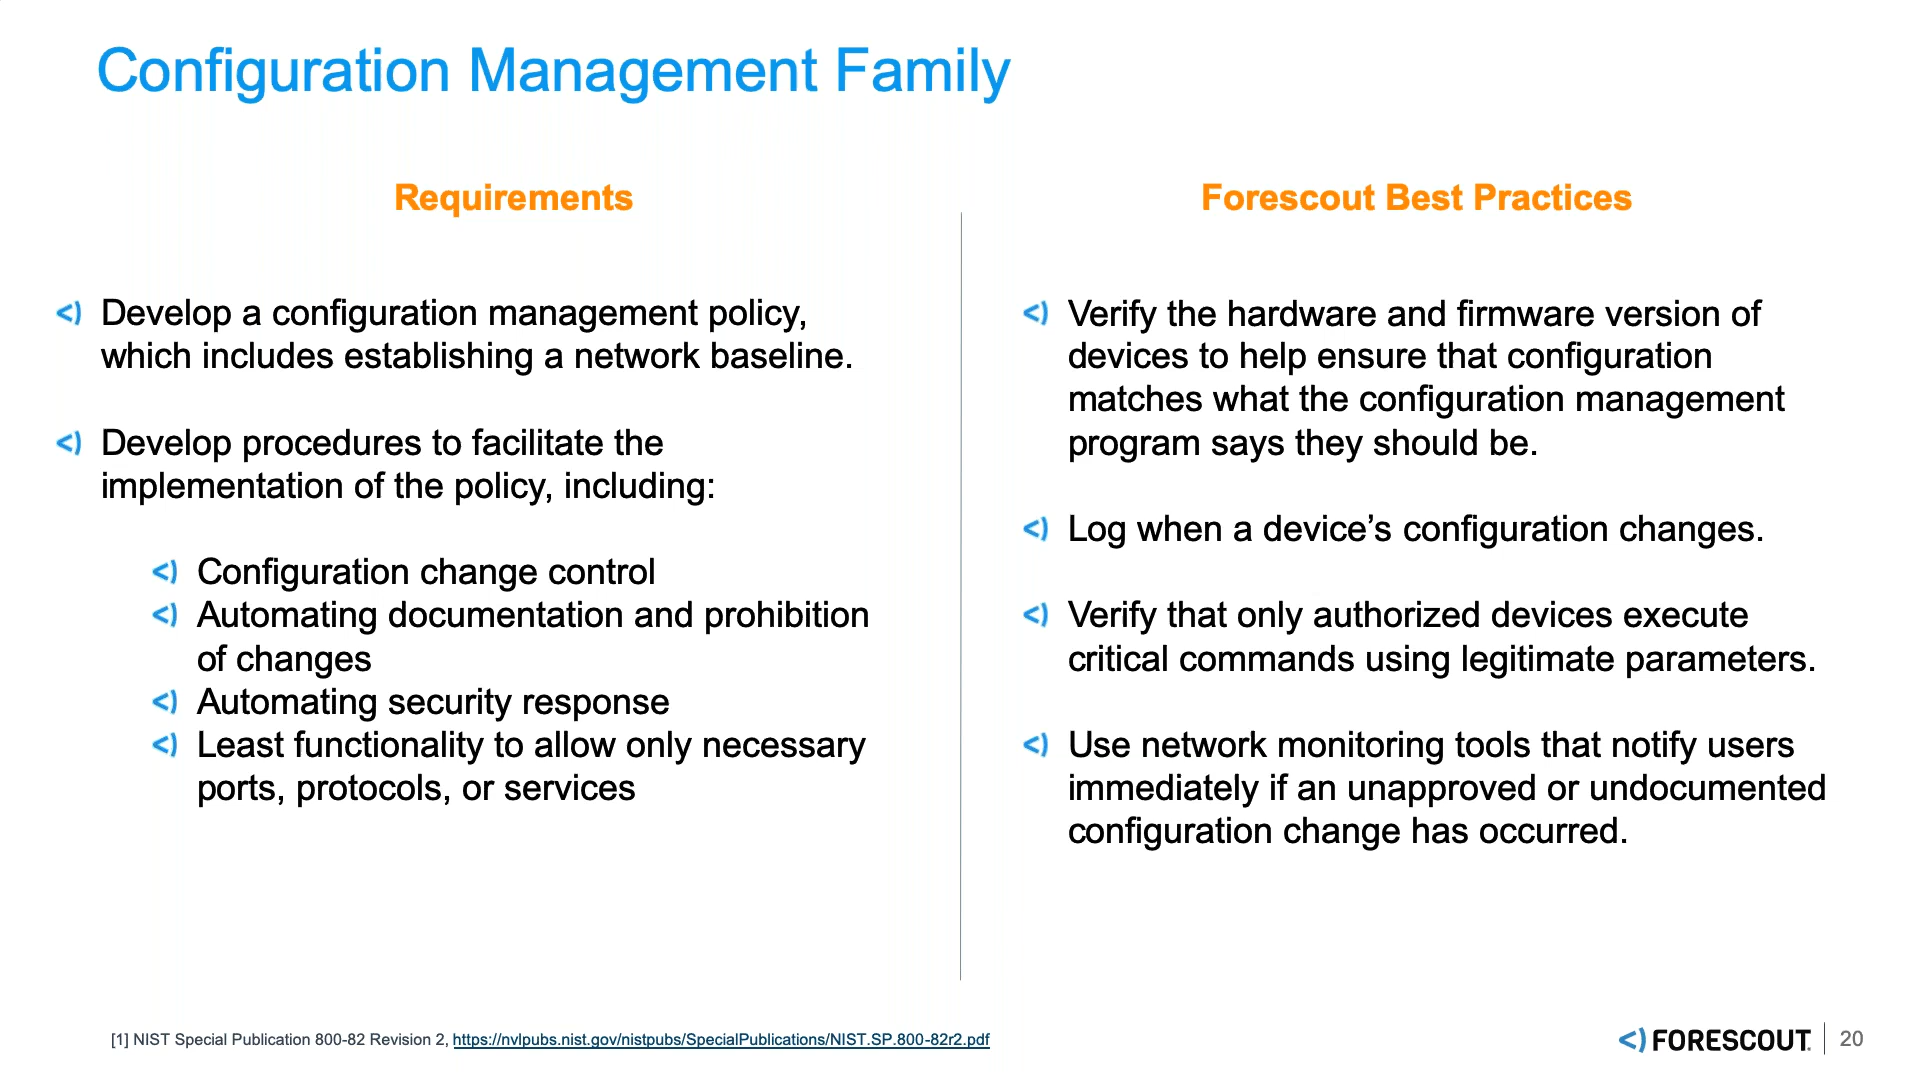 Configuration Management Family
Requirements
Develop a configuration management policy,
which includes establishing a network baseline.
Develop procedures to facilitate the
implementation of the policy, including:
Configuration change control
Automating documentation and prohibition
of changes
Automating security response
Least functionality to allow only necessary
ports, protocols, or services
Forescout Best Practices
Verify the hardware and firmware version of
devices to help ensure that configuration
matches what the configuration management
program says they should be.
Log when a device’s configuration changes.
Verify that only authorized devices execute
critical commands using legitimate parameters.
Use network monitoring tools that notify users
immediately if an unapproved or undocumented
configuration change has occurred.
[1] NIST Special Publication 800-82 Revision 2, https://nvlpubs.nist.gov/nistpubs/SpecialPublications/NIST.SP.800-82r2.pdf
FORESCOUT. 20